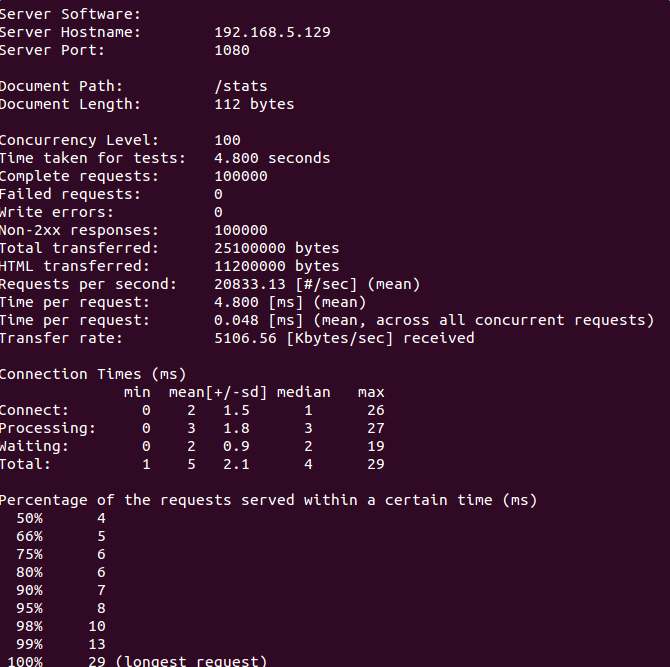 Server Software:
Server Hostname: 192.168.5.129
Server Port: 1080
Document Path: /stats
Document Length: 112 bytes
Concurrency Level: 100
Time taken for tests: 4.800 seconds
Complete requests: 100000
Failed requests: 0
Write errors: 0
Non-2xx responses: 100000
Total transferred: 25100000 bytes
HTML transferred: 11200000 bytes
Requests per second: 20833.13 [#/sec] (mean)
Time per request: 4.800 [ms] (mean)
Time per request: 0.048 [ms] (mean, across all concurrent requests)
Transfer rate: 5106.56 [Kbytes/sec] received
Connection Times (ms)
min mean[+/-sd] median max
Connect: 0 2 1.5 1 26
Processing: 0 3 1.8 3 27
Waiting: 0 2 0.9 2 19
Total: 1 5 2.1 4 29
Percentage of the requests served within a certain time (ms)
50% 4
66% 5
75% 6
80% 6
90% 7
95% 8
98% 10
99% 13
100% 29 (longest request)